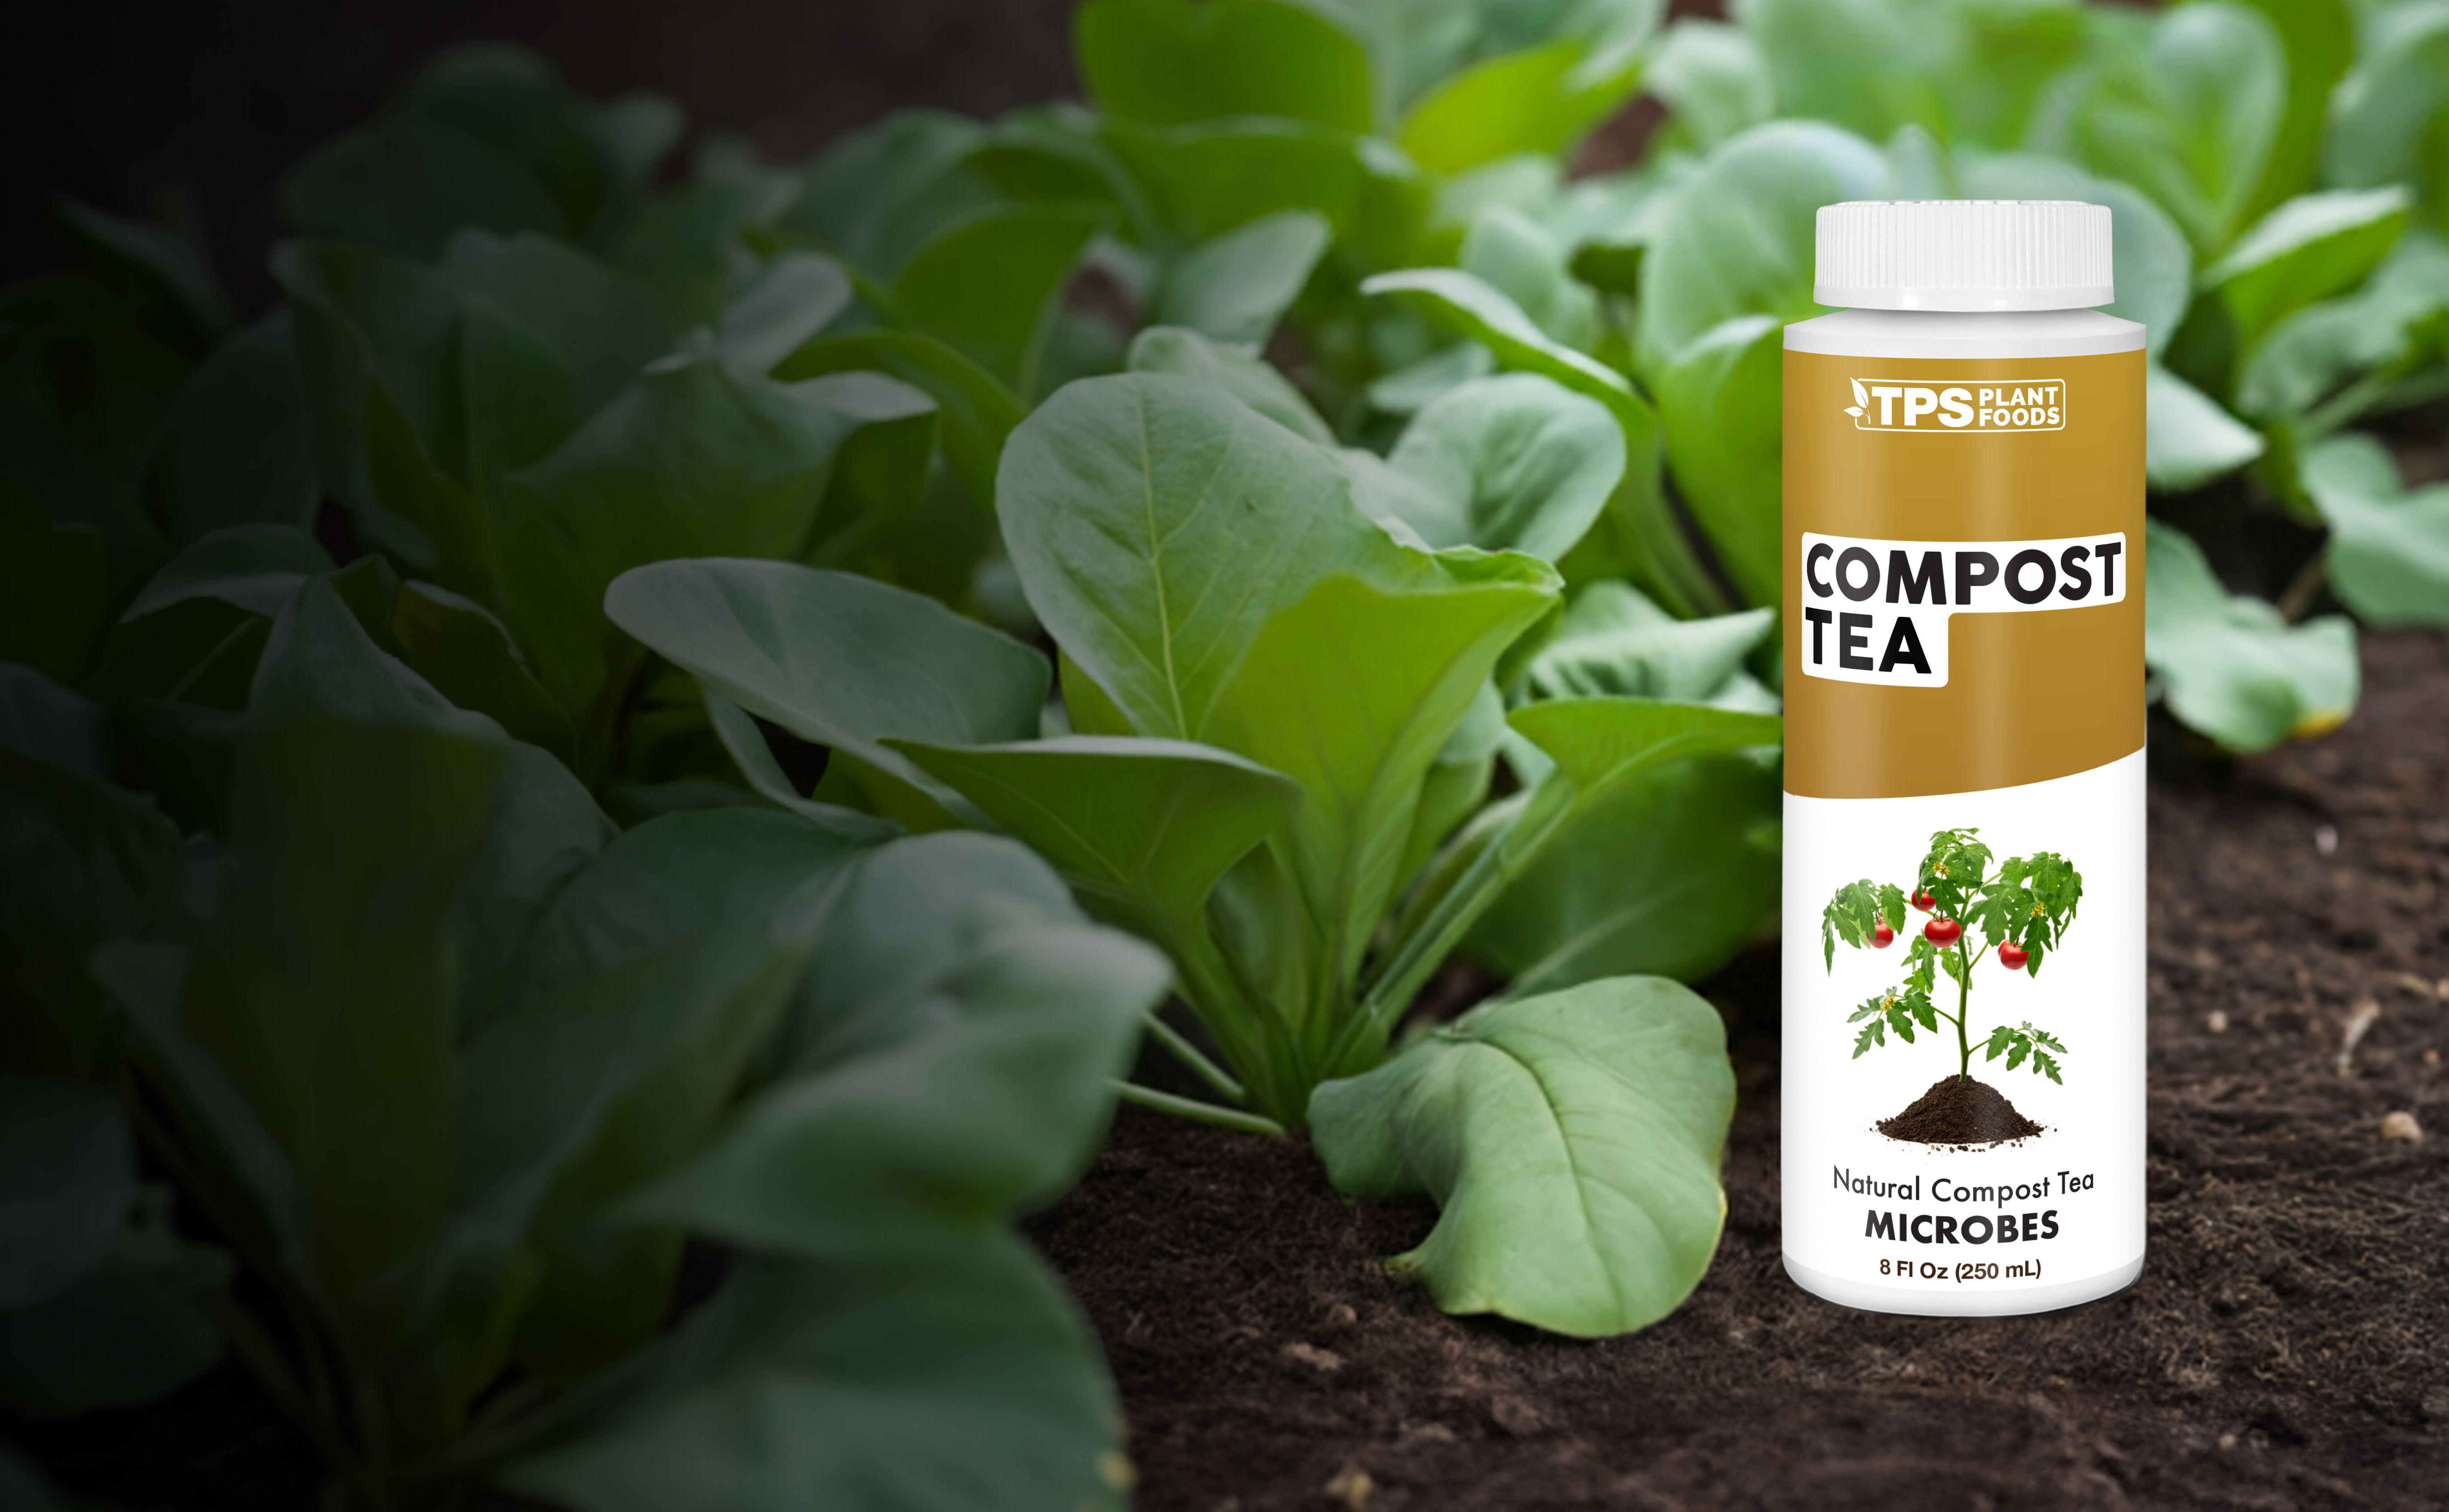 TPS PLANT FOODS
COMPOST
TEA
Natural Compost Tea
MICROBES
8 Fl Oz (250 mL)